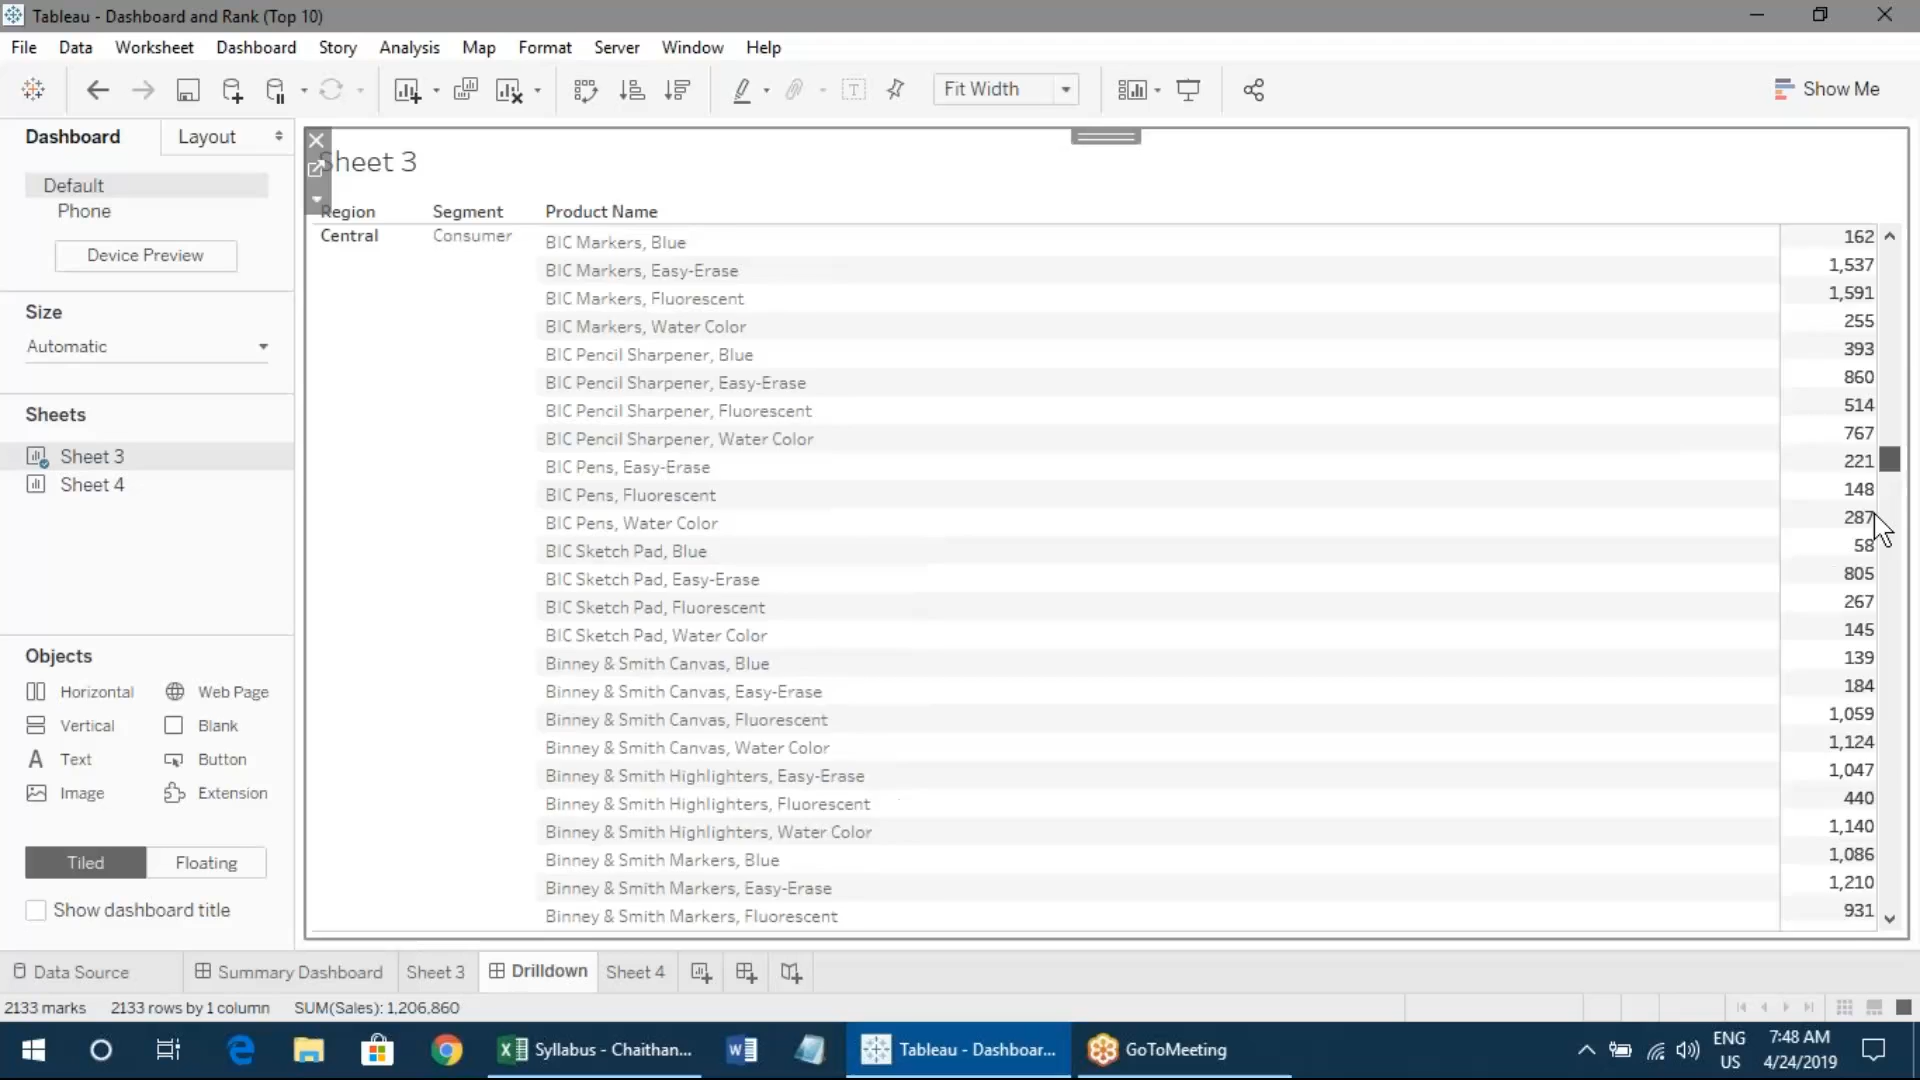 Tableau - Dashboard and Rank (Top 10)
File Data Worksheet Dashboard Story Analysis Map Format Server Window Help
Fit Width
Show Me
Dashboard Layout
Default
Phone
Device Preview
Size
Automatic
Sheets
Sheet 3
Sheet 4
Objects
Horizontal Web Page
Vertical Blank
Text Button
Image Extension
Tiled Floating
Show dashboard title
Sheet 3
Region Segment Product Name
Central Consumer BIC Markers, Blue 162
BIC Markers, Easy-Erase 1,537
BIC Markers, Fluorescent 1,591
BIC Markers, Water Color 255
BIC Pencil Sharpener, Blue 393
BIC Pencil Sharpener, Easy-Erase 860
BIC Pencil Sharpener, Fluorescent 514
BIC Pencil Sharpener, Water Color 767
BIC Pens, Easy-Erase 221
BIC Pens, Fluorescent 148
BIC Pens, Water Color 287
BIC Sketch Pad, Blue 58
BIC Sketch Pad, Easy-Erase 805
BIC Sketch Pad, Fluorescent 267
BIC Sketch Pad, Water Color 145
Binney & Smith Canvas, Blue 139
Binney & Smith Canvas, Easy-Erase 184
Binney & Smith Canvas, Fluorescent 1,059
Binney & Smith Canvas, Water Color 1,124
Binney & Smith Highlighters, Easy-Erase 1,047
Binney & Smith Highlighters, Fluorescent 440
Binney & Smith Highlighters, Water Color 1,140
Binney & Smith Markers, Blue 1,086
Binney & Smith Markers, Easy-Erase 1,210
Binney & Smith Markers, Fluorescent 931
Data Source Summary Dashboard Sheet 3 Drilldown Sheet 4
2133 marks 2133 rows by 1 column SUM(Sales): 1,206,860
Syllabus - Chaithan... Tableau - Dashboar... GoToMeeting
ENG 7:48 AM
US 4/24/2019